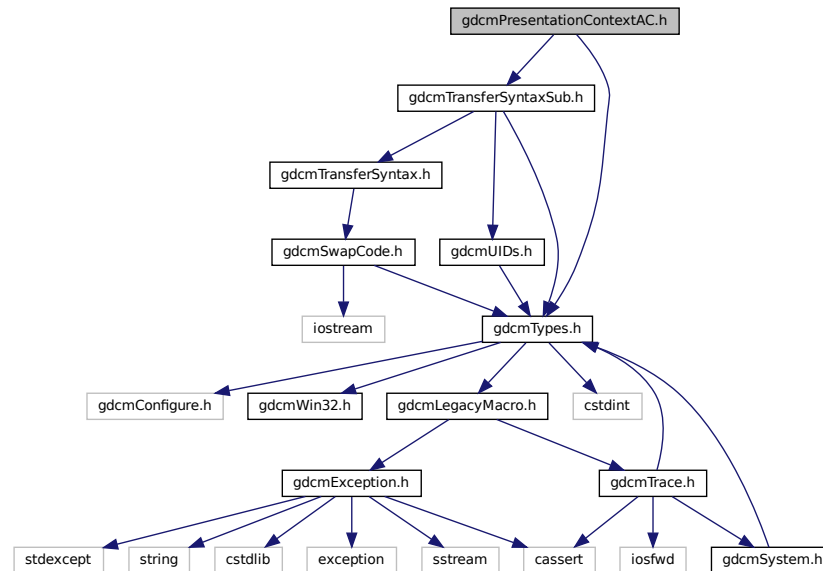 gdcmPresentationContextAC.h
gdcmTransferSyntaxSub.h
gdcmTransferSyntax.h
gdcmSwapCode.h
gdcmUIDs.h
iostream
gdcmTypes.h
gdcmConfigure.h
gdcmWin32.h
gdcmLegacyMacro.h
cstdint
gdcmException.h
gdcmTrace.h
stdexcept
string
cstdlib
exception
sstream
cassert
iosfwd
gdcmSystem.h